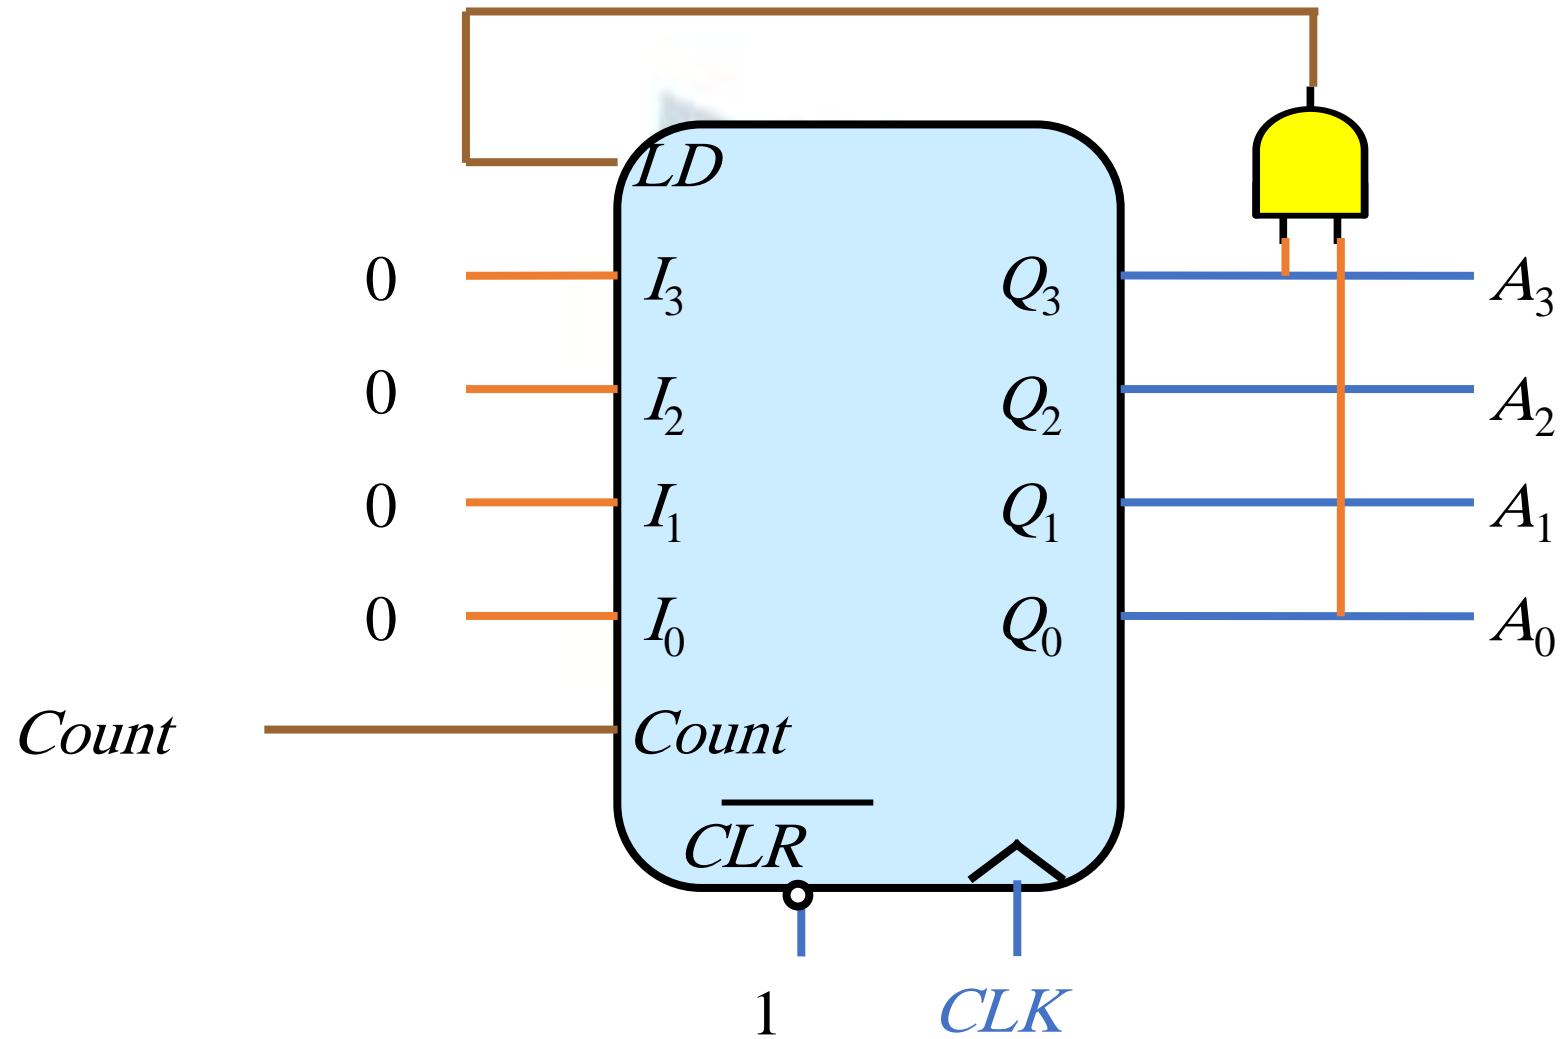 LD
0 I3 Q3 A3
0 I2 Q2 A2
0 I1 Q1 A1
0 I0 Q0 A0
Count Count
CLR
1 CLK